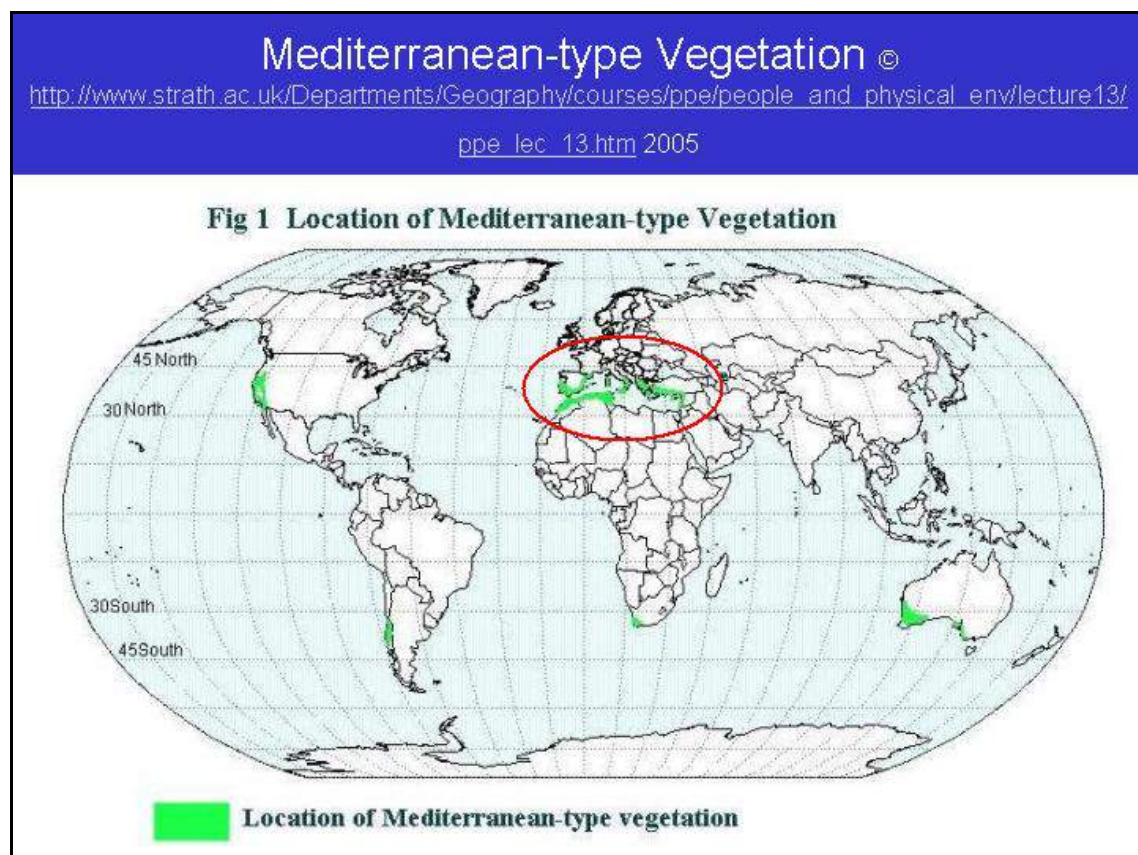 Mediterranean-type Vegetation ©
http://www.strath.ac.uk/Departments/Geography/courses/ppe/people_and_physical_env/lecture13/
ppe_lec_13.htm 2005
Fig 1 Location of Mediterranean-type Vegetation
45 North
30 North
30South
45South
Location of Mediterranean-type vegetation